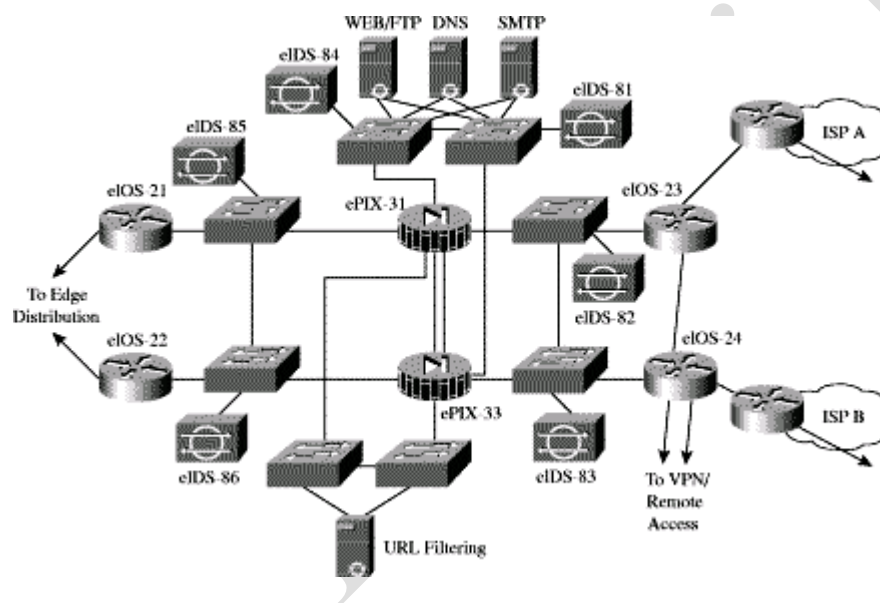 WEB/FTP DNS SMTP
eIDS-84
eIDS-81
eIDS-85
ISP A
eIOS-21
ePIX-31
eIOS-23
To Edge
Distribution
eIDS-82
eIOS-22
eIOS-24
ePIX-33
ISP B
eIDS-86
eIDS-83
To VPN/
Remote
Access
URL Filtering